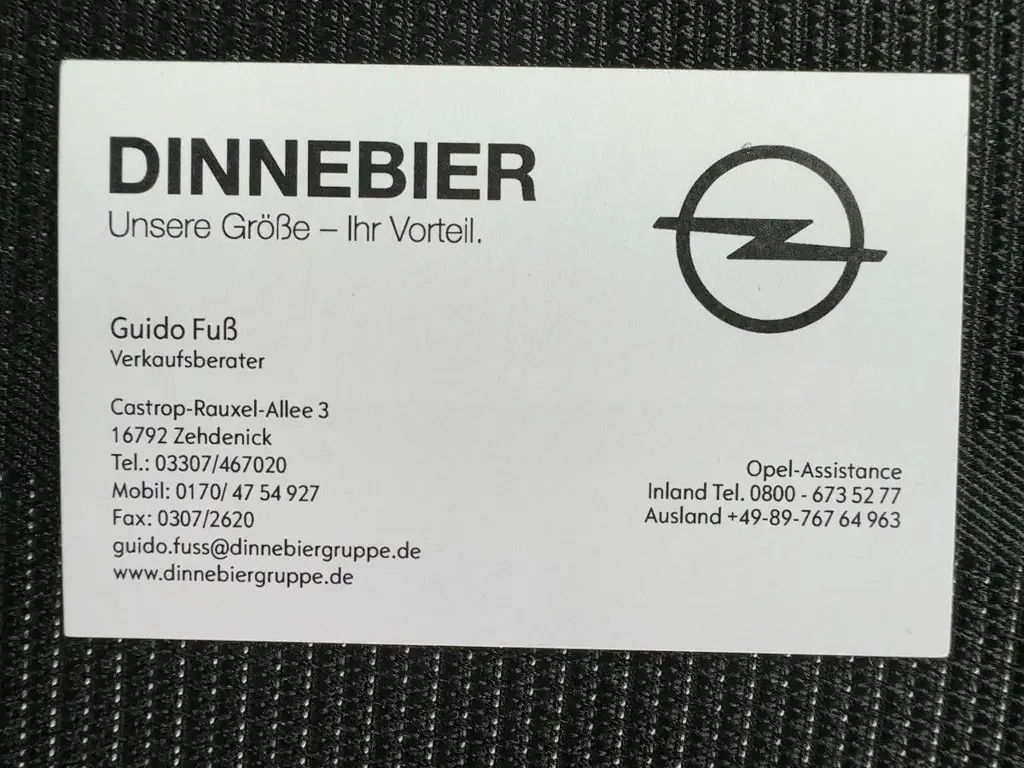 DINNEBIER
Unsere Größe – Ihr Vorteil.
Guido Fuß
Verkaufsberater
Castrop-Rauxel-Allee 3
16792 Zehdenick
Tel.: 03307/467020
Mobil: 0170/ 47 54 927
Fax: 0307/2620
guido.fuss@dinnebiergruppe.de
www.dinnebiergruppe.de
Opel-Assistance
Inland Tel. 0800 - 673 52 77
Ausland +49-89-767 64 963